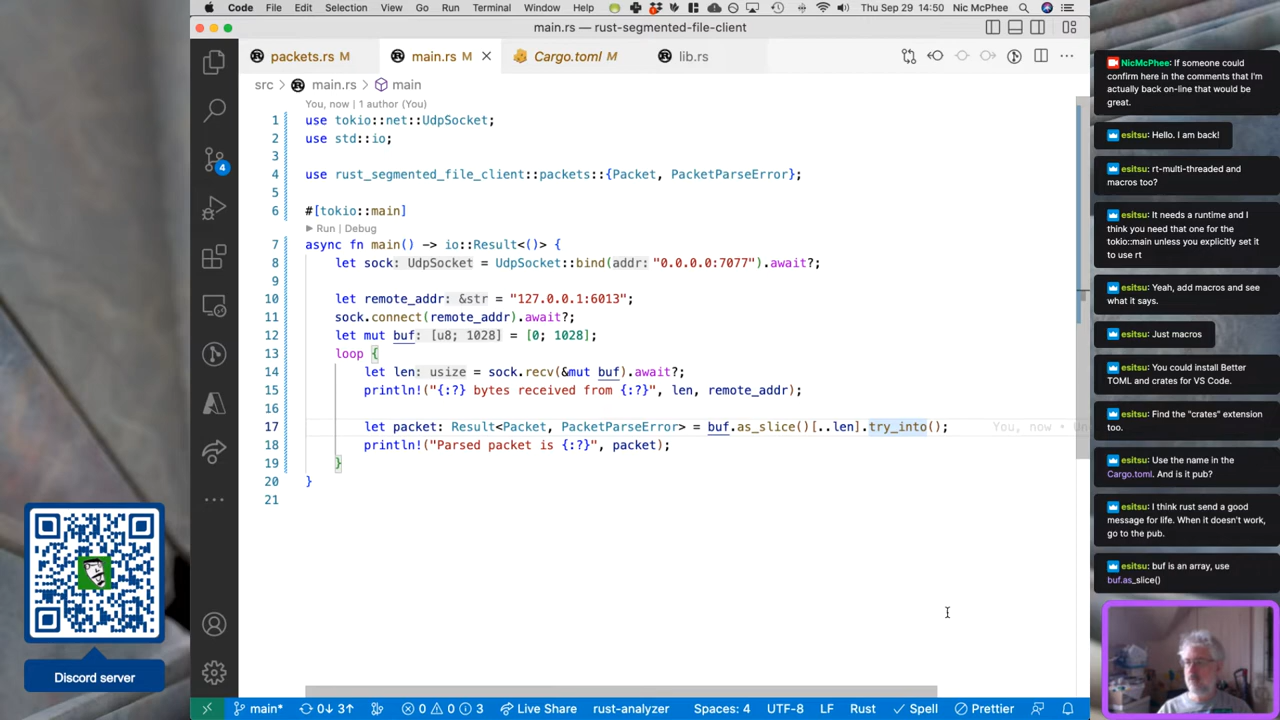 Code File Edit Selection View Go Run Terminal Window Help Thu Sep 29 14:50 Nic McPhee
main.rs — rust-segmented-file-client
packets.rs M main.rs M Cargo.toml M lib.rs
src > main.rs > main
You, now | 1 author (You)
1 use tokio::net::UdpSocket;
2 use std::io;
3
4 use rust_segmented_file_client::packets::{Packet, PacketParseError};
5
6 #[tokio::main]
Run | Debug
7 async fn main() -> io::Result<()> {
8 let sock: UdpSocket = UdpSocket::bind(addr: "0.0.0.0:7077").await?;
9
10 let remote_addr: &str = "127.0.0.1:6013";
11 sock.connect(remote_addr).await?;
12 let mut buf: [u8; 1028] = [0; 1028];
13 loop {
14 let len: usize = sock.recv(&mut buf).await?;
15 println!("{:?} bytes received from {:?}", len, remote_addr);
16
17 let packet: Result<Packet, PacketParseError> = buf.as_slice()[..len].try_into(); You, now •
18 println!("Parsed packet is {:?}", packet);
19 }
20 }
21
4
main* 0↓ 3↑ 0 0 3 Live Share rust-analyzer Spaces: 4 UTF-8 LF Rust Spell Prettier
Discord server
NicMcPhee: If someone could
confirm here in the comments that I'm
actually back on-line that would be
great.
esitsu: Hello. I am back!
esitsu: rt-multi-threaded and
macros too?
esitsu: It needs a runtime and I
think you need that one for the
tokio::main unless you explicitly set it
to use rt
esitsu: Yeah, add macros and see
what it says.
esitsu: Just macros
esitsu: You could install Better
TOML and crates for VS Code.
esitsu: Find the "crates" extension
too.
esitsu: Use the name in the
Cargo.toml. And is it pub?
esitsu: I think rust send a good
message for life. When it doesn't work,
go to the pub.
esitsu: buf is an array, use
buf.as_slice()